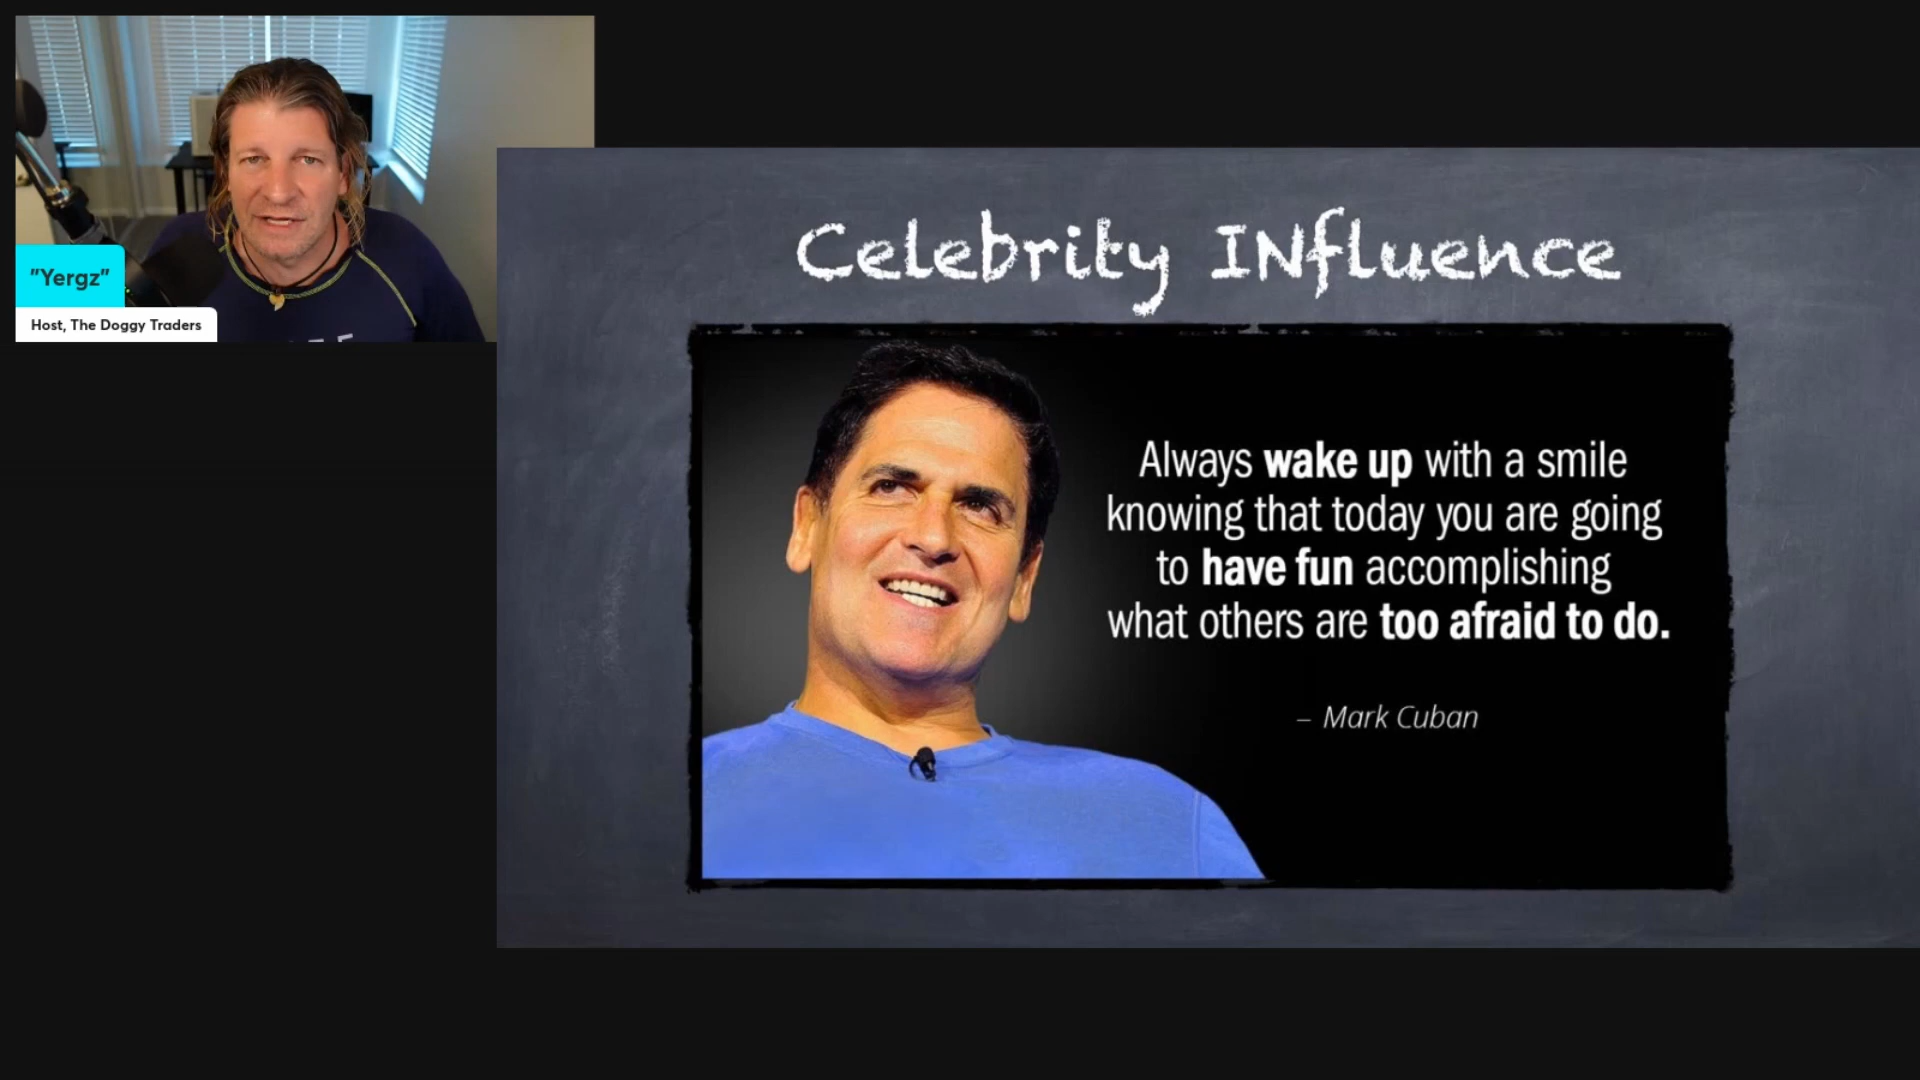 "Yergz"
Host, The Doggy Traders
Celebrity INfluence
Always wake up with a smile
knowing that today you are going
to have fun accomplishing
what others are too afraid to do.
– Mark Cuban